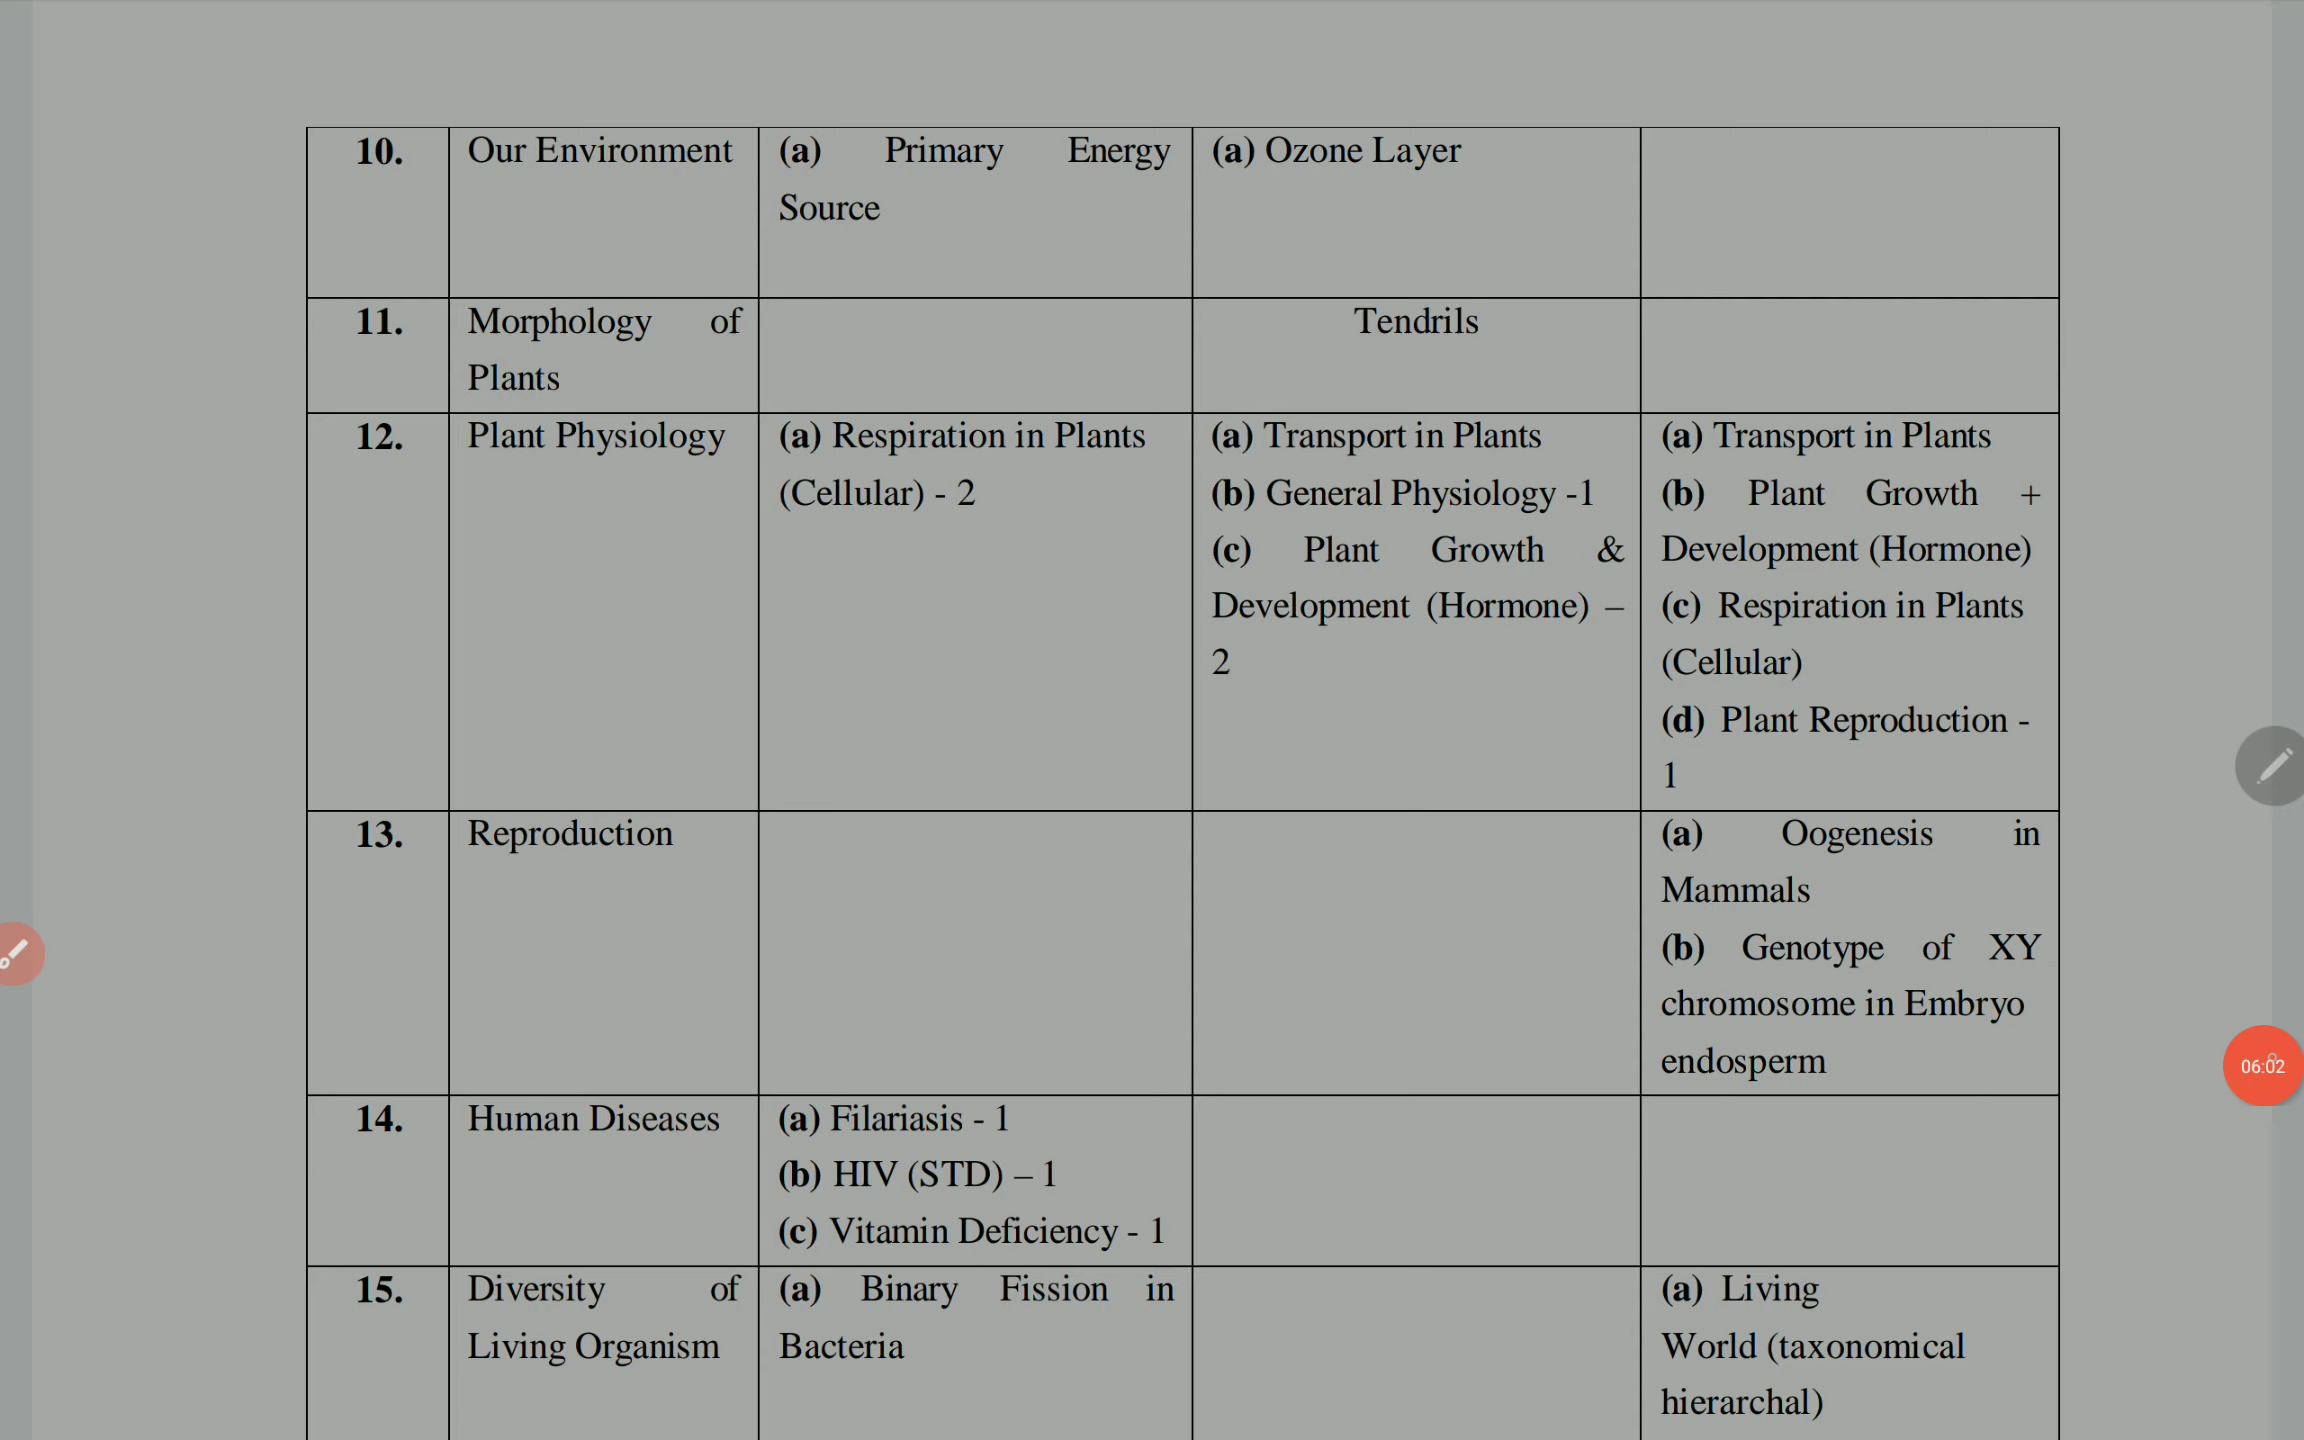 10.
Our Environment
(a) Primary Energy
Source
(a) Ozone Layer
11.
Morphology of
Plants
Tendrils
12.
Plant Physiology
(a) Respiration in Plants
(Cellular) - 2
(a) Transport in Plants
(b) General Physiology -1
(c) Plant Growth &
Development (Hormone) –
2
(a) Transport in Plants
(b) Plant Growth +
Development (Hormone)
(c) Respiration in Plants
(Cellular)
(d) Plant Reproduction -
1
13.
Reproduction
(a) Oogenesis in
Mammals
(b) Genotype of XY
chromosome in Embryo
endosperm
14.
Human Diseases
(a) Filariasis - 1
(b) HIV (STD) – 1
(c) Vitamin Deficiency - 1
15.
Diversity of
Living Organism
(a) Binary Fission in
Bacteria
(a) Living
World (taxonomical
hierarchal)
06:02